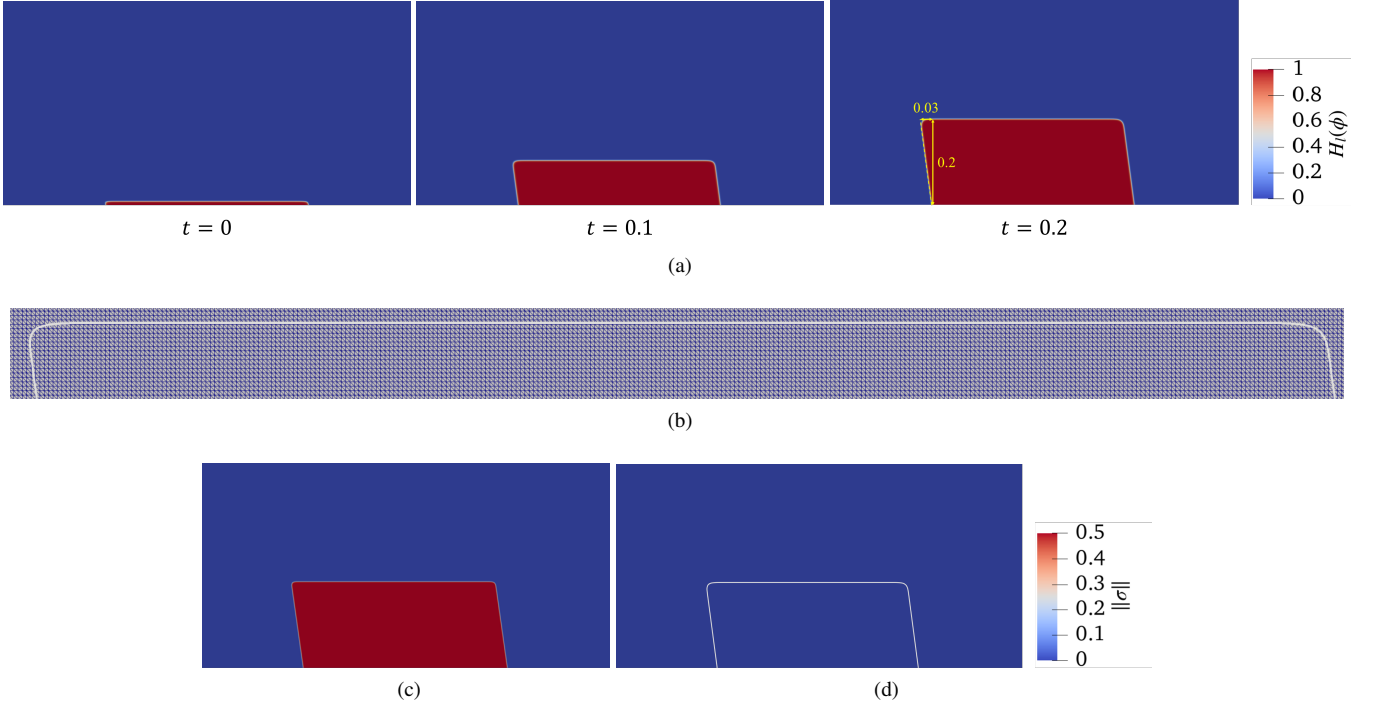 0.03
0.2
1
0.8
0.6
0.4
0.2
0
H_l(ϕ)
t = 0
t = 0.1
t = 0.2
(a)
(b)
0.5
0.4
0.3
0.2
0.1
0
‖σ‖
(c)
(d)